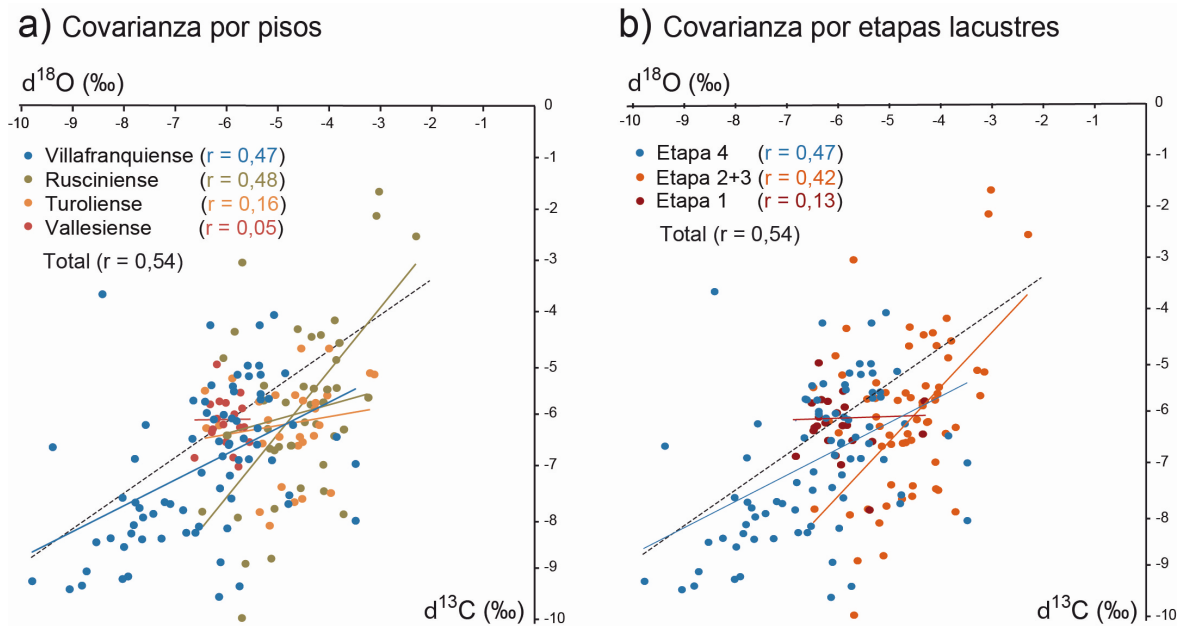 a) Covarianza por pisos
d18O (‰)
-10 -9 -8 -7 -6 -5 -4 -3 -2 -1 0
Villafranquiense (r = 0,47)
Rusciniense (r = 0,48)
Turoliense (r = 0,16)
Vallesiense (r = 0,05)
Total (r = 0,54)
-1
-2
-3
-4
-5
-6
-7
-8
-9
-10
d13C (‰)
b) Covarianza por etapas lacustres
d18O (‰)
-10 -9 -8 -7 -6 -5 -4 -3 -2 -1 0
Etapa 4 (r = 0,47)
Etapa 2+3 (r = 0,42)
Etapa 1 (r = 0,13)
Total (r = 0,54)
-1
-2
-3
-4
-5
-6
-7
-8
-9
-10
d13C (‰)